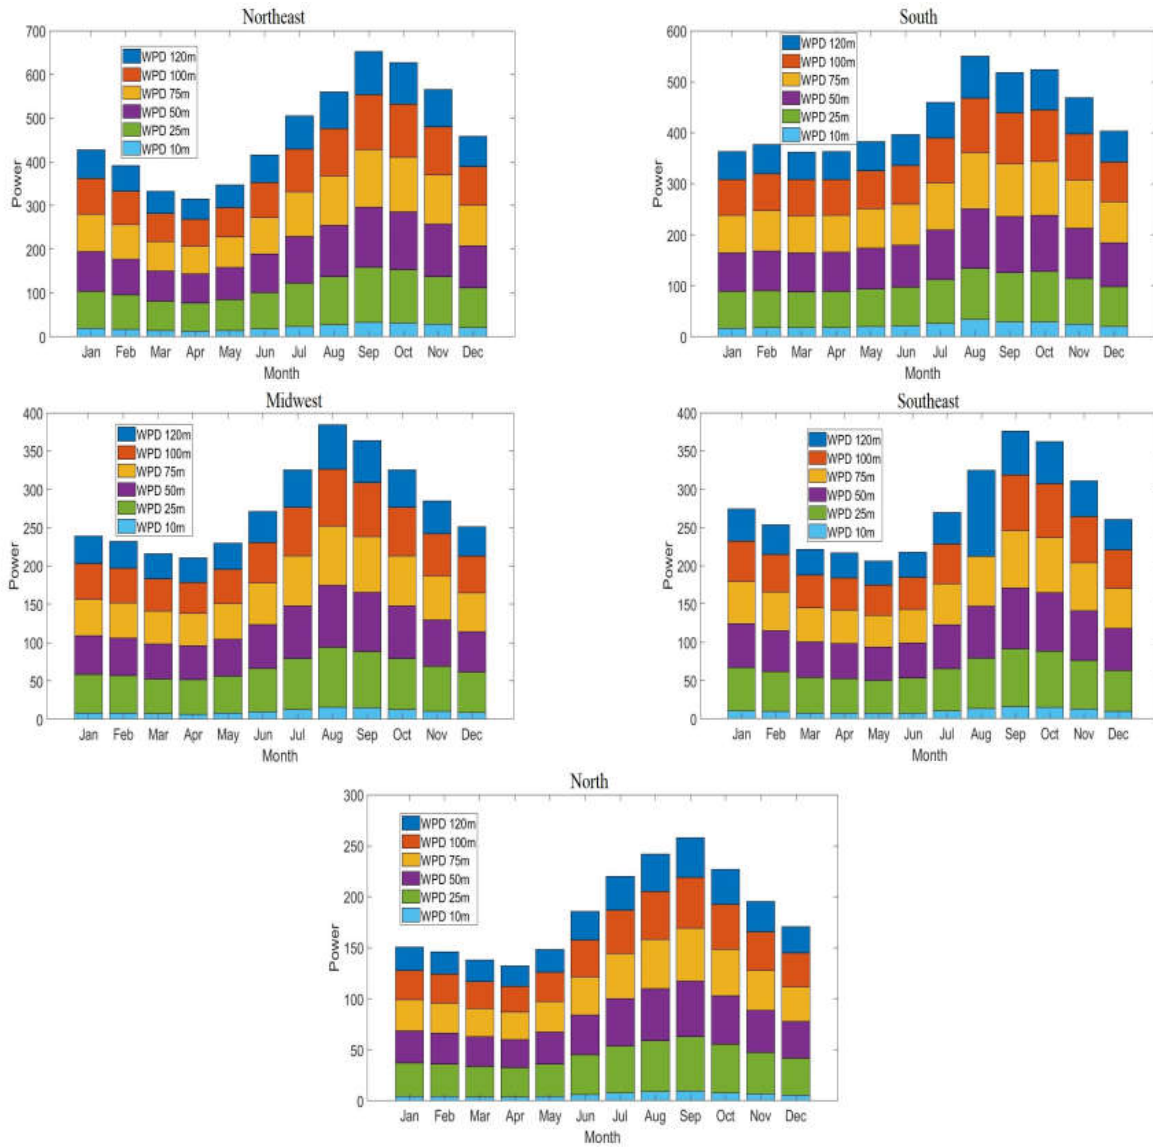 Northeast
700
600
500
400
300
200
100
0
Power
WPD 120m
WPD 100m
WPD 75m
WPD 50m
WPD 25m
WPD 10m
Jan Feb Mar Apr May Jun Jul Aug Sep Oct Nov Dec
Month
South
600
500
400
300
200
100
0
Power
WPD 120m
WPD 100m
WPD 75m
WPD 50m
WPD 25m
WPD 10m
Jan Feb Mar Apr May Jun Jul Aug Sep Oct Nov Dec
Month
Midwest
400
350
300
250
200
150
100
50
0
Power
WPD 120m
WPD 100m
WPD 75m
WPD 50m
WPD 25m
WPD 10m
Jan Feb Mar Apr May Jun Jul Aug Sep Oct Nov Dec
Month
Southeast
400
350
300
250
200
150
100
50
0
Power
WPD 120m
WPD 100m
WPD 75m
WPD 50m
WPD 25m
WPD 10m
Jan Feb Mar Apr May Jun Jul Aug Sep Oct Nov Dec
Month
North
300
250
200
150
100
50
0
Power
WPD 120m
WPD 100m
WPD 75m
WPD 50m
WPD 25m
WPD 10m
Jan Feb Mar Apr May Jun Jul Aug Sep Oct Nov Dec
Month